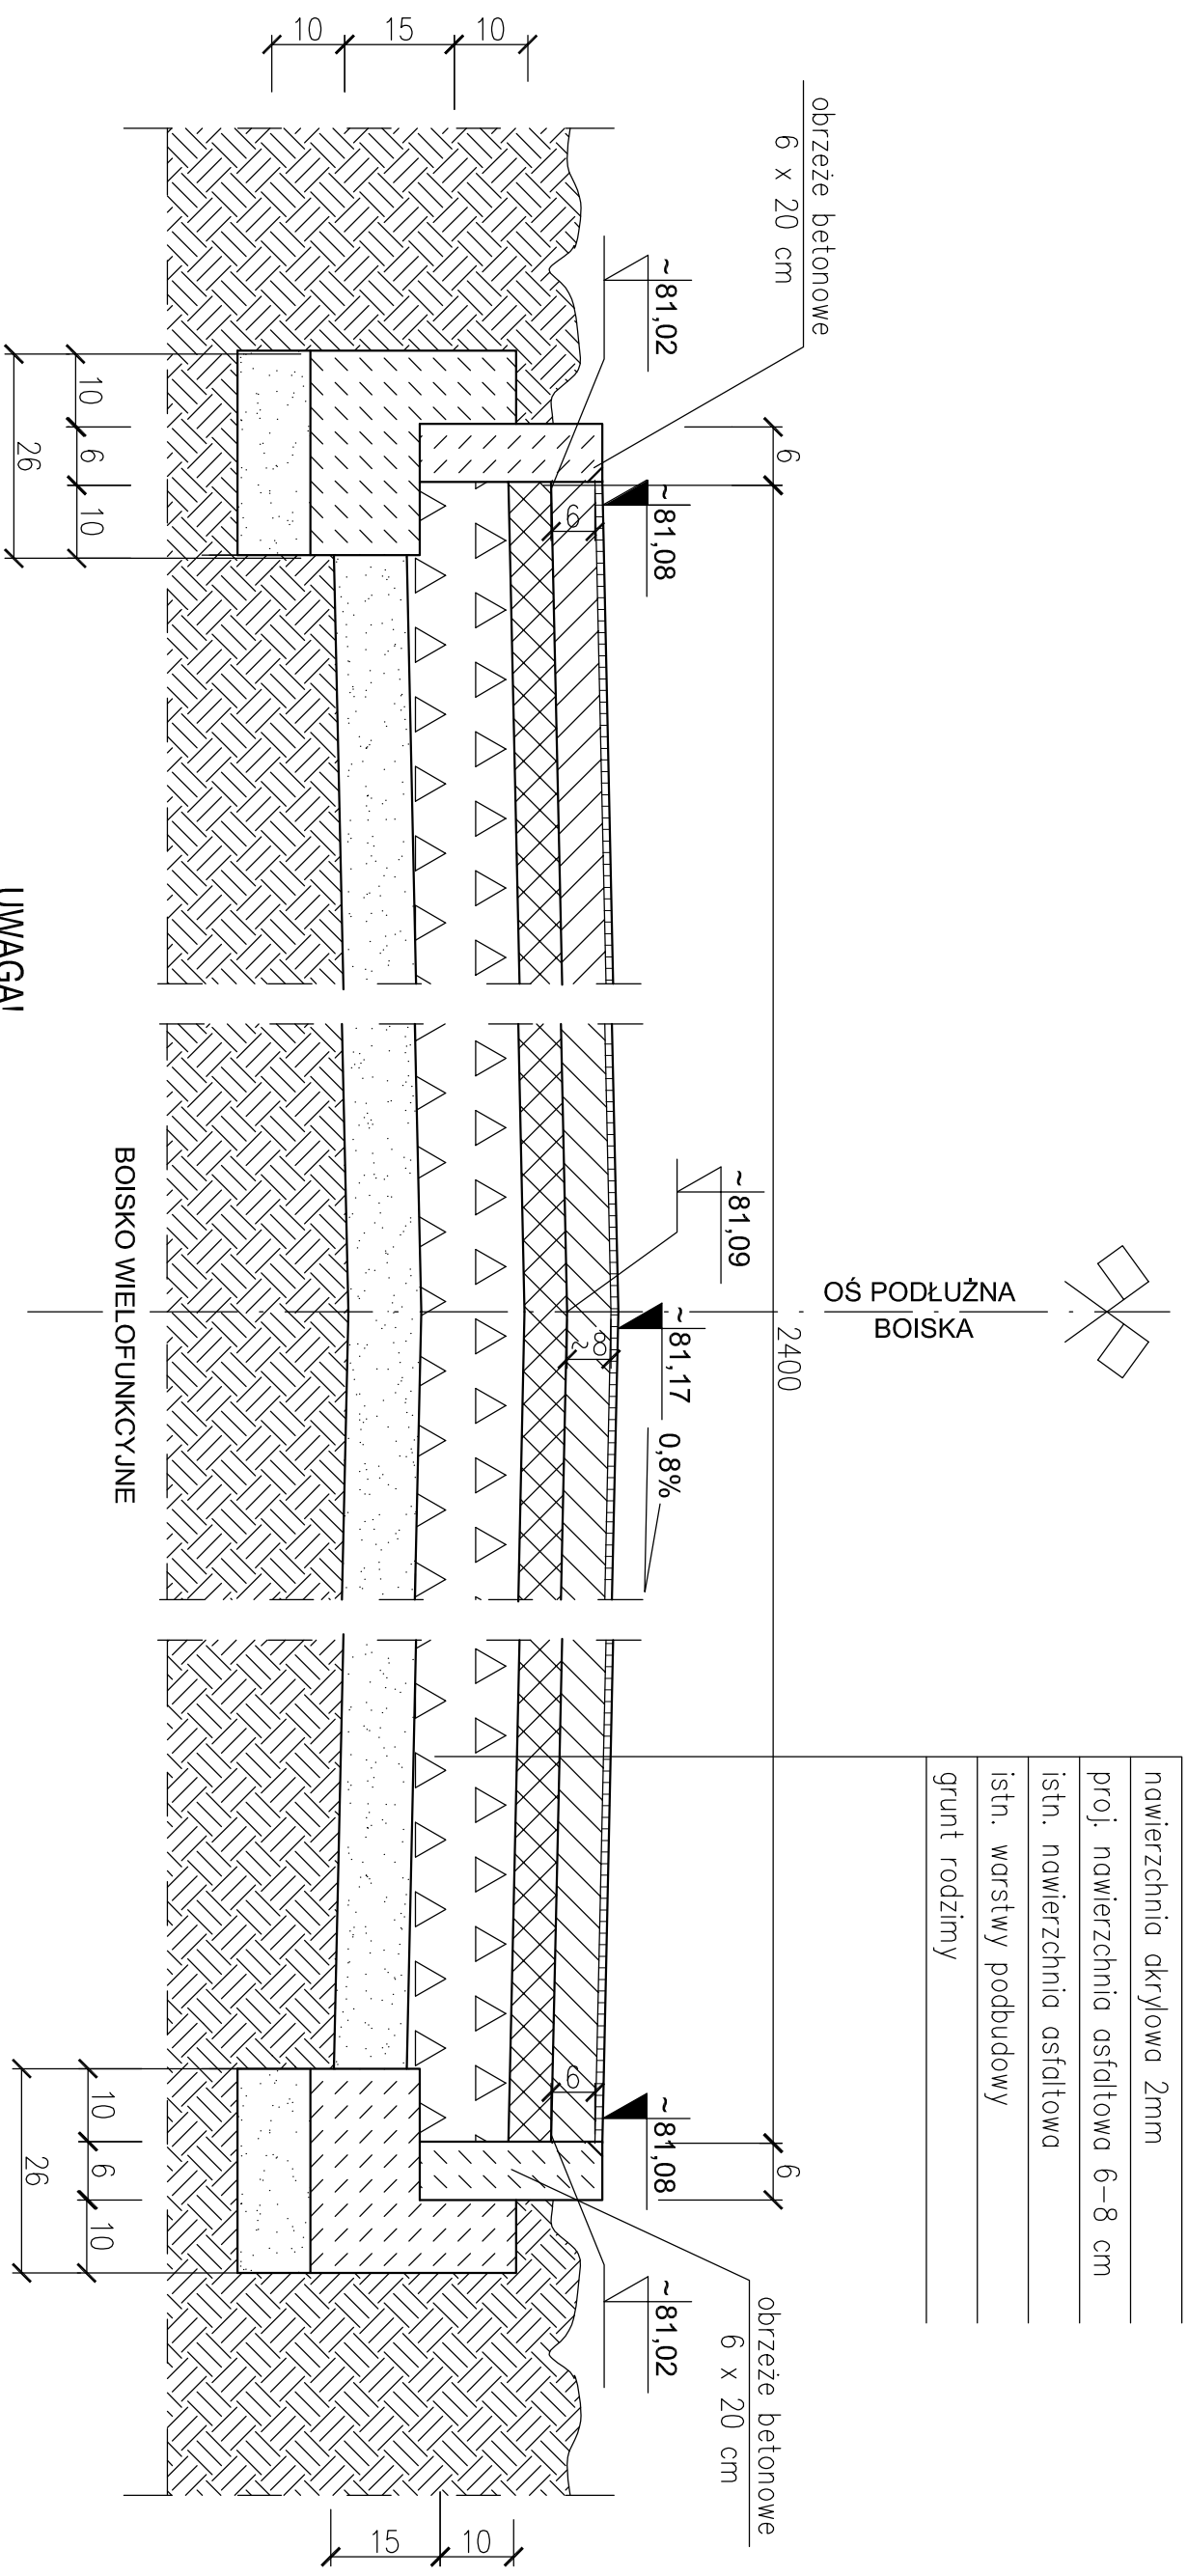 nawierzchnia akrylowa 2mm
proj. nawierzchnia asfaltowa 6-8 cm
istn. nawierzchnia asfaltowa
istn. warstwy podbudowy
grunt rodzimy
OŚ PODŁUŻNA
BOISKA
obrzeże betonowe
6 x 20 cm
obrzeże betonowe
6 x 20 cm
6
2400
6
~81,02
~81,08
~81,09
~81,17
0,8%
~81,08
~81,02
6
~8
6
10
15
10
10
15
10
6
10
26
10
6
10
26
BOISKO WIELOFUNKCYJNE
UWAGA!